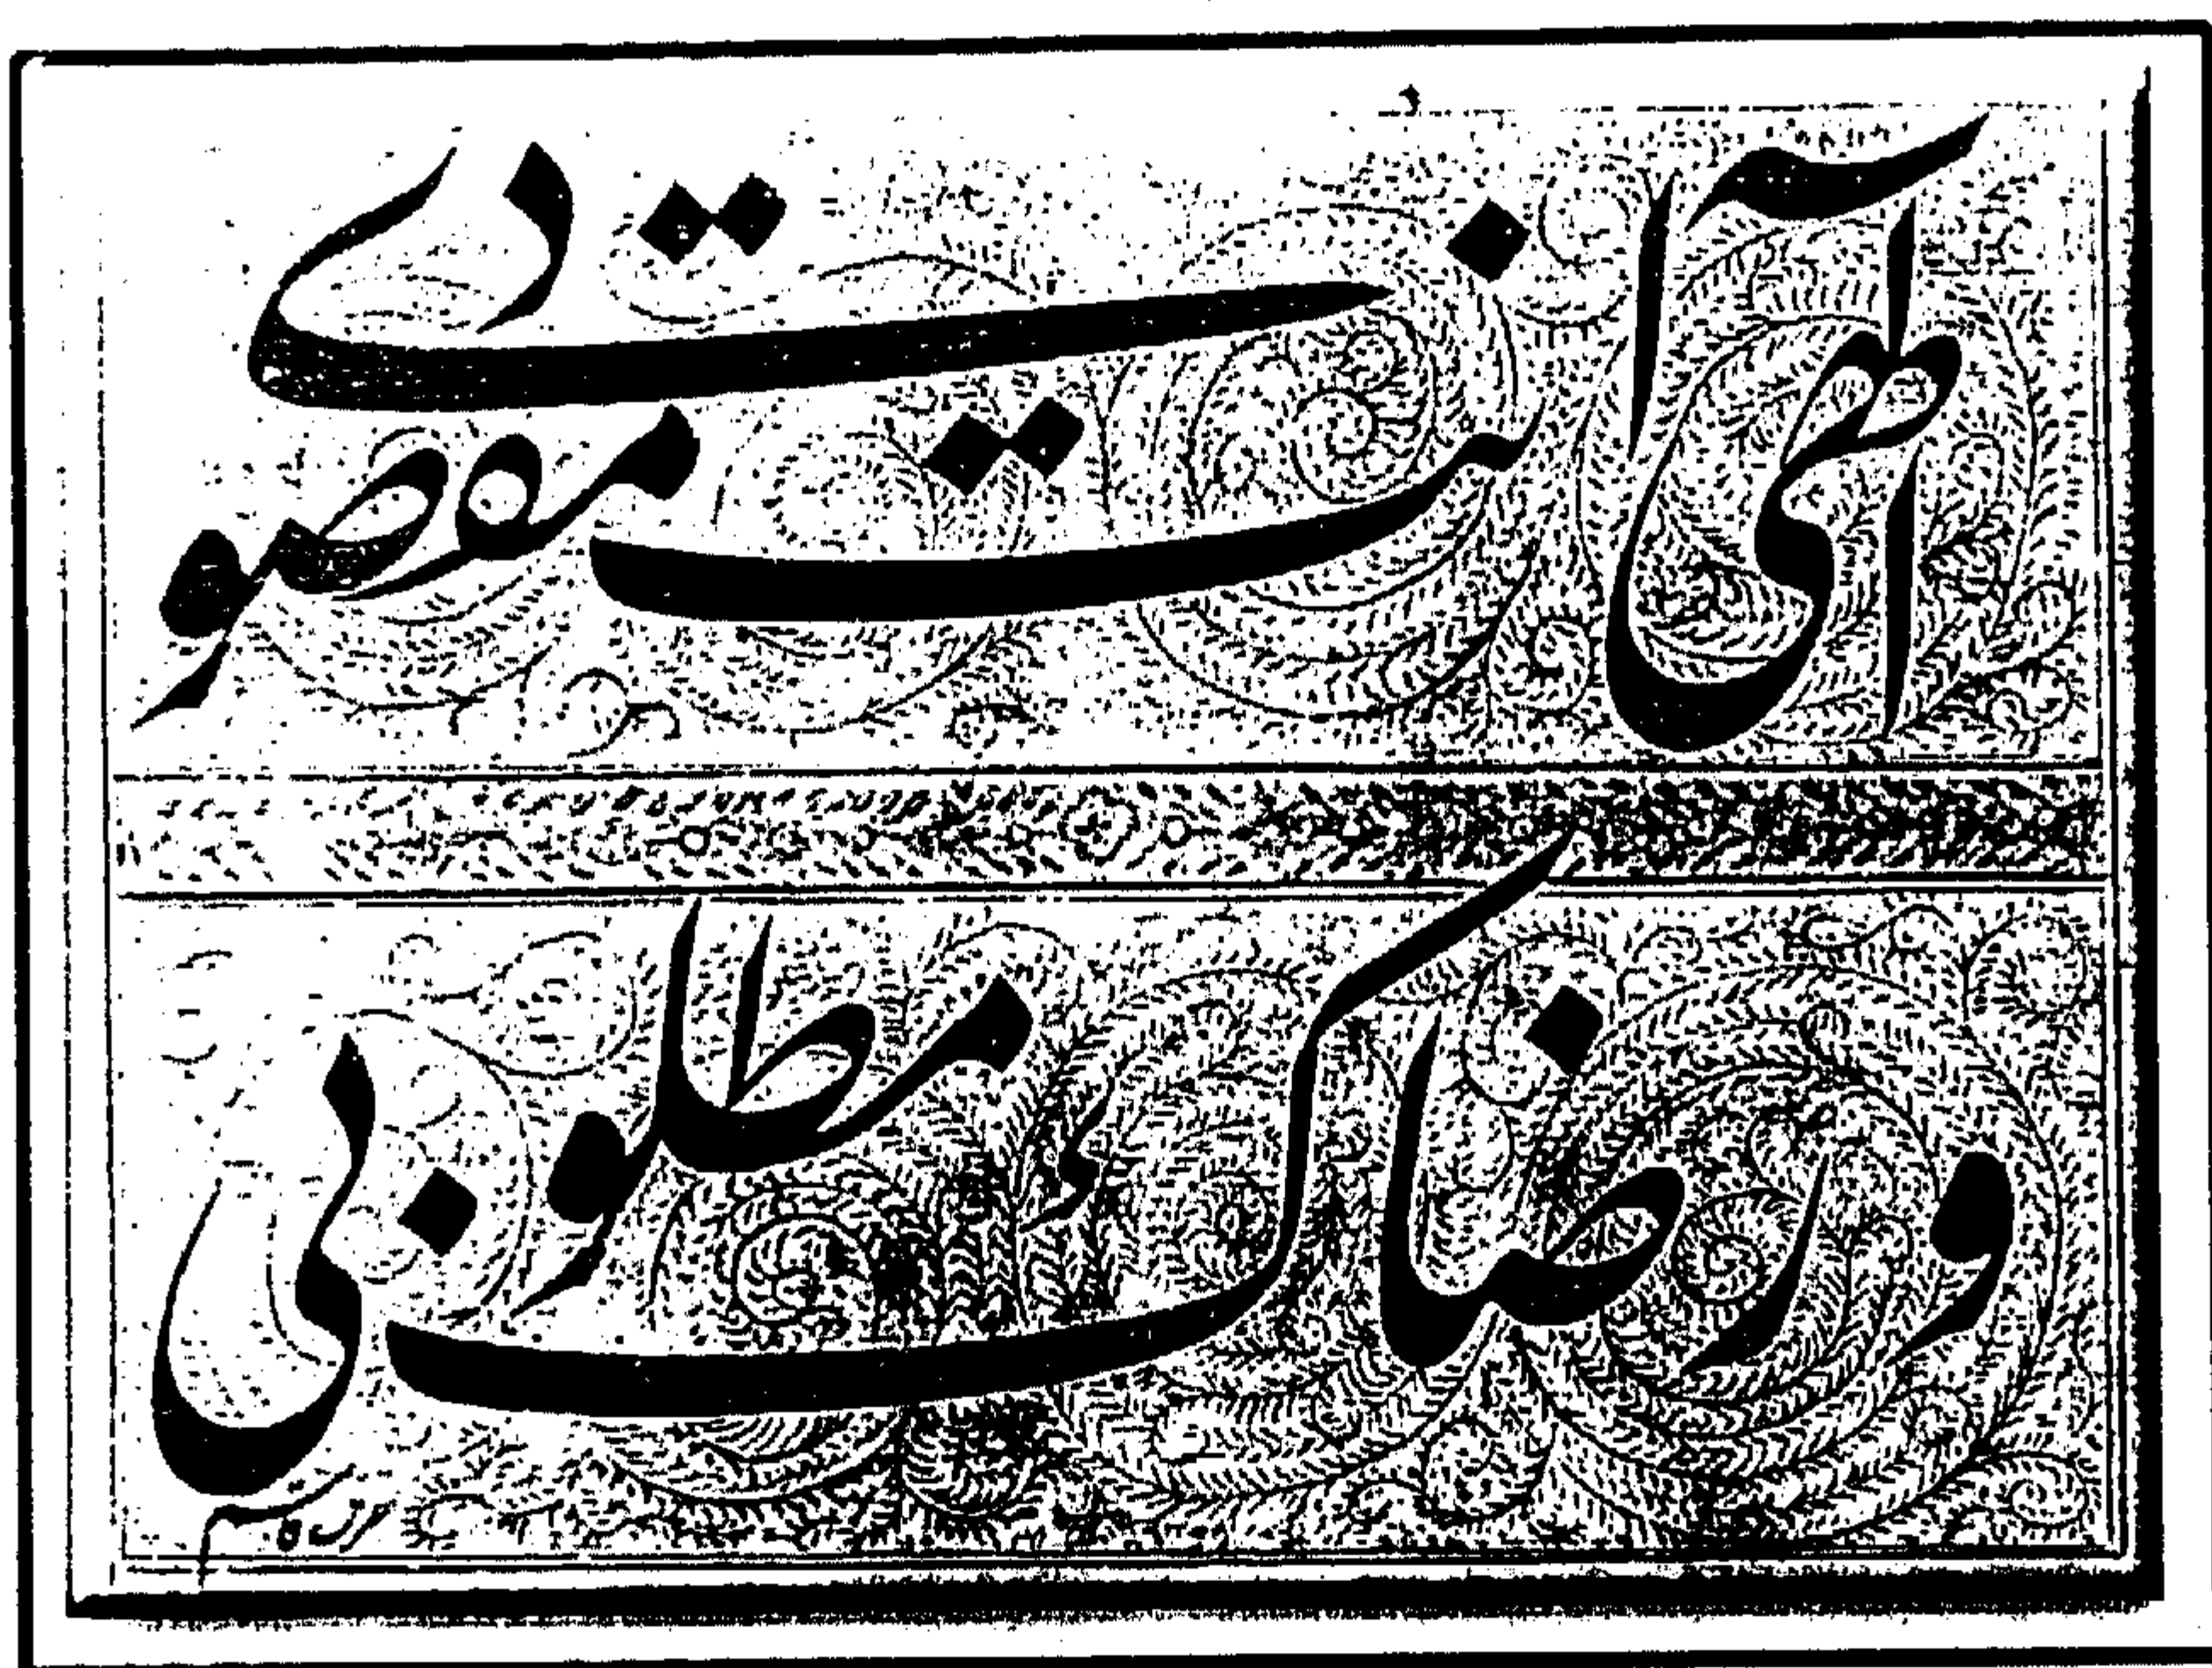 الهی انت مقصودی
و رضاک مطلوبی